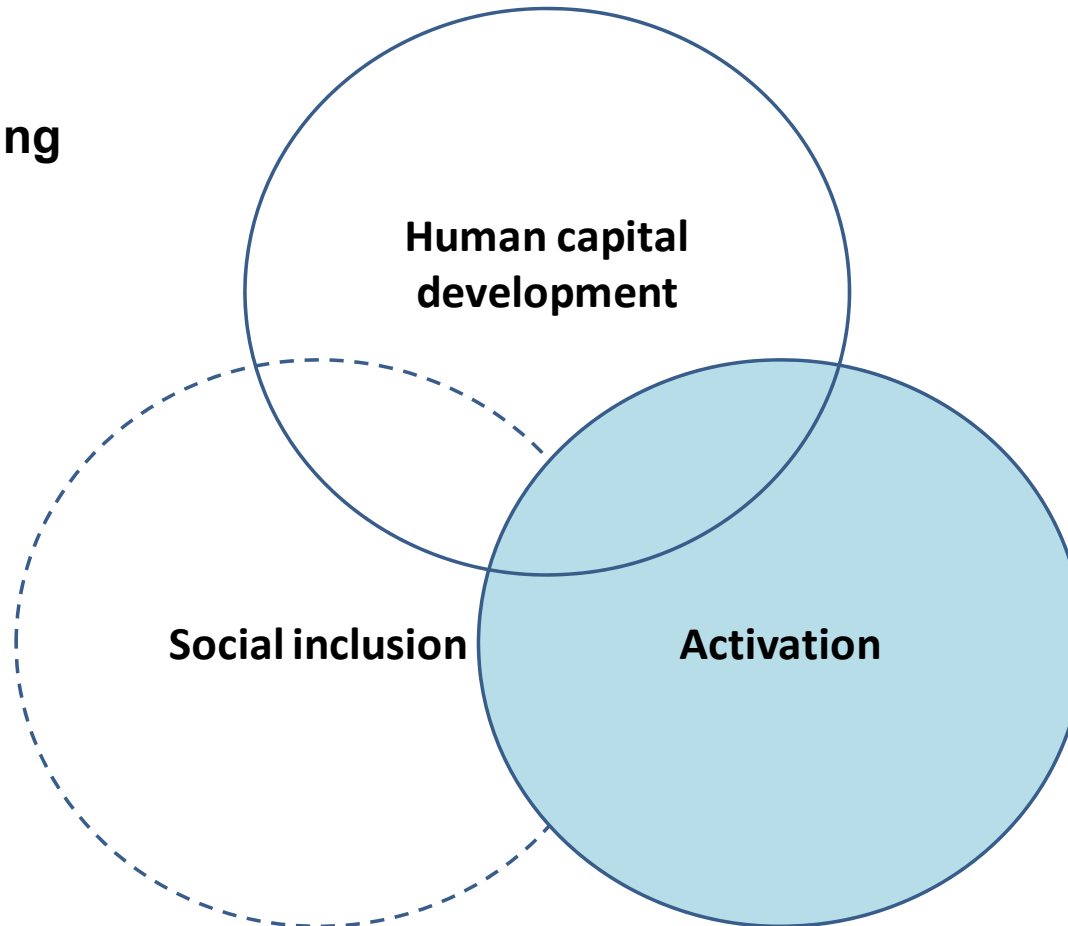 ng
Human capital
development
Social inclusion
Activation